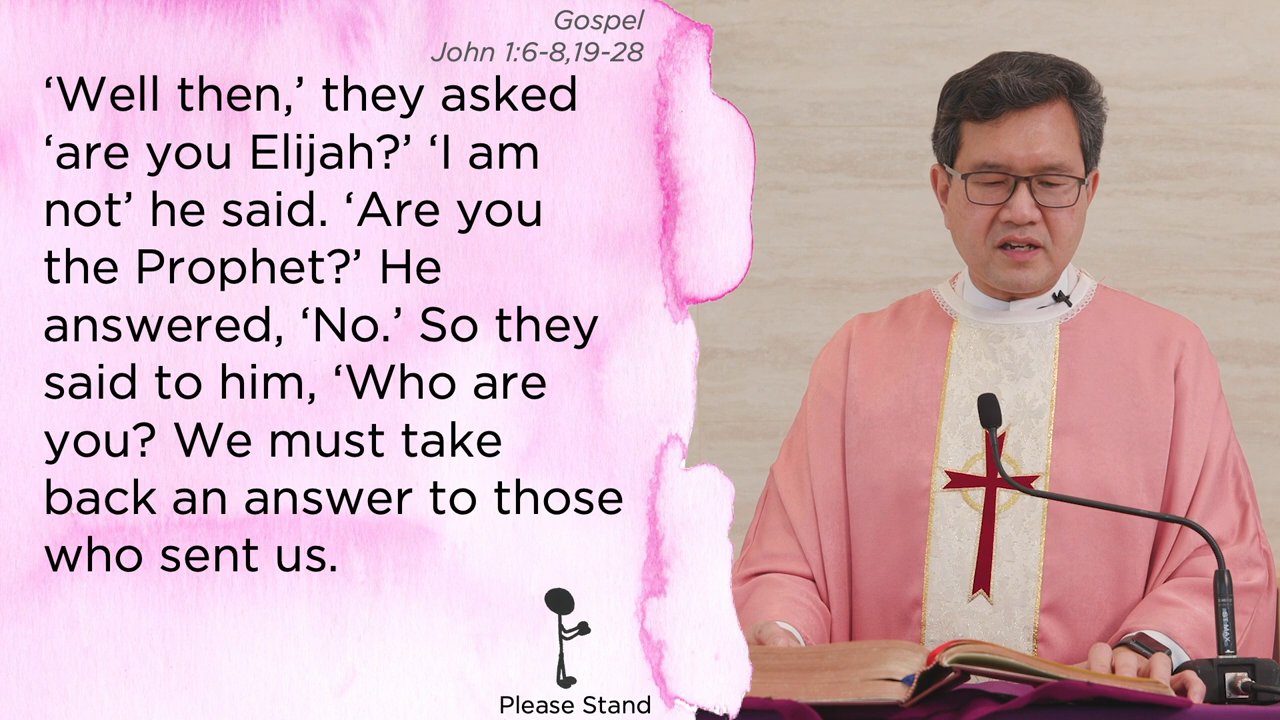 Gospel
John 1:6-8,19-28
‘Well then,’ they asked
‘are you Elijah?’ ‘I am
not’ he said. ‘Are you
the Prophet?’ He
answered, ‘No.’ So they
said to him, ‘Who are
you? We must take
back an answer to those
who sent us.
Please Stand